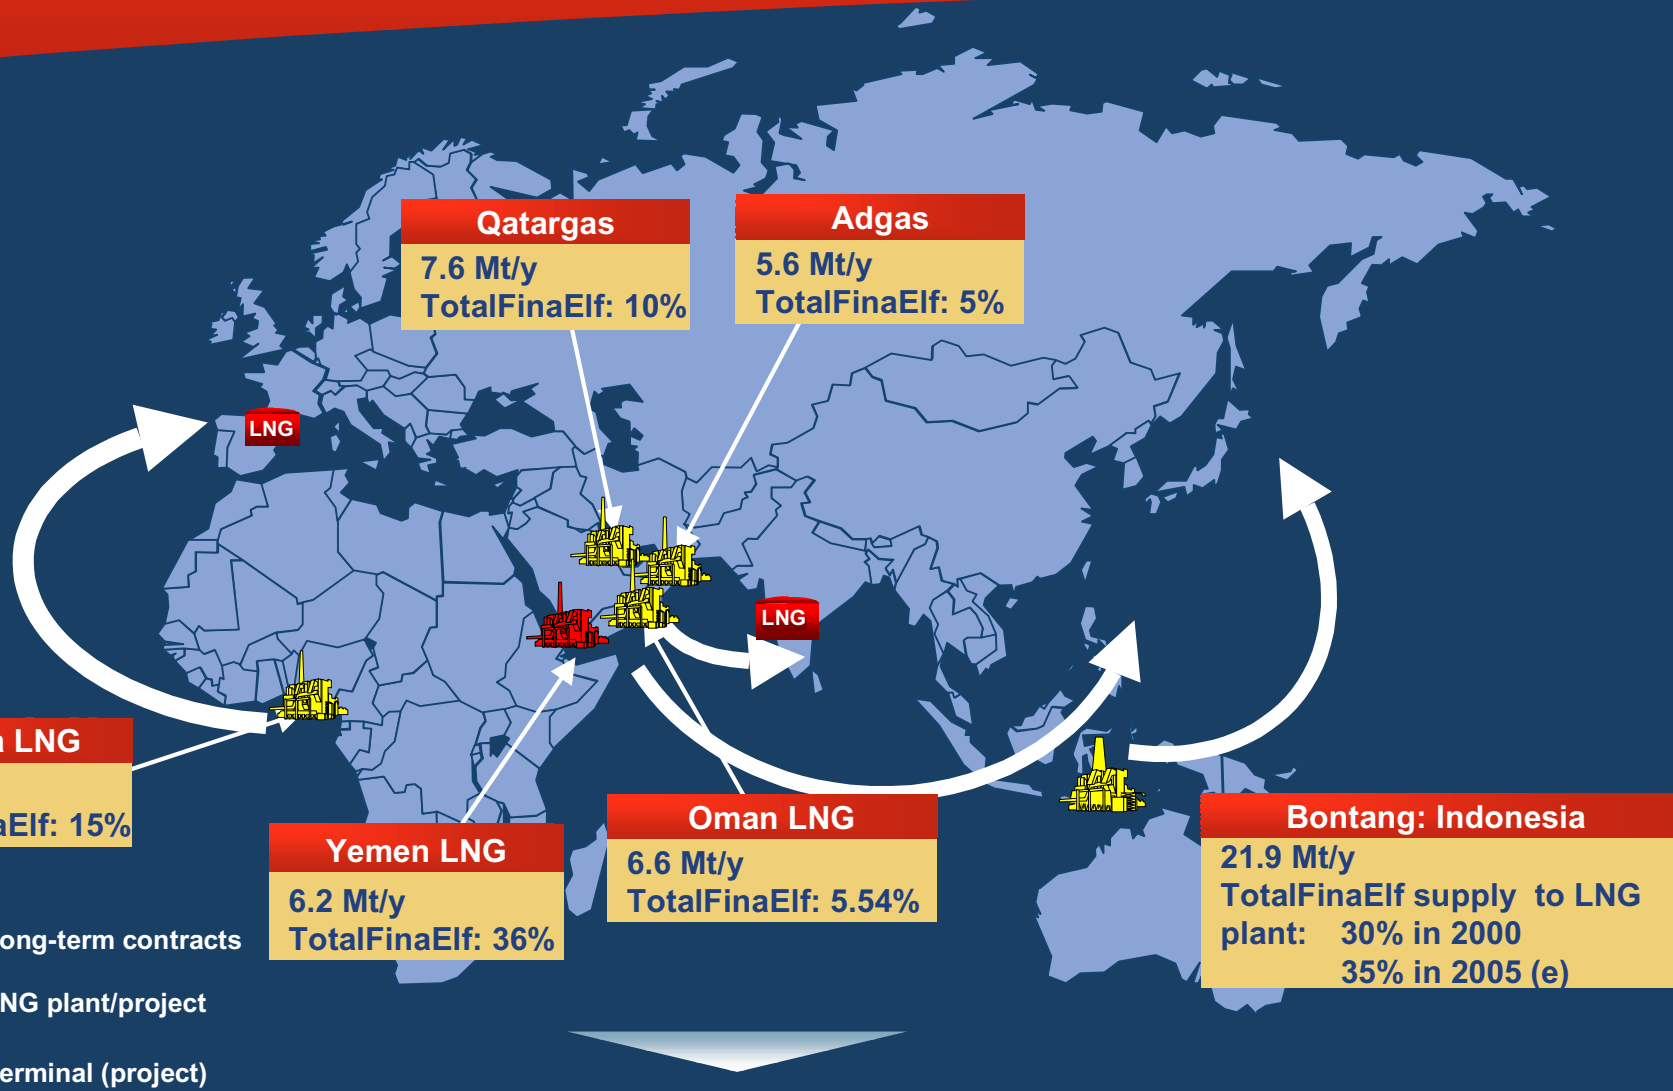 Qatargas
7.6 Mt/y
TotalFinaElf: 10%
Adgas
5.6 Mt/y
TotalFinaElf: 5%
LNG
LNG
LNG
aElf: 15%
Yemen LNG
6.2 Mt/y
TotalFinaElf: 36%
Oman LNG
6.6 Mt/y
TotalFinaElf: 5.54%
Bontang: Indonesia
21.9 Mt/y
TotalFinaElf supply to LNG
plant: 30% in 2000
35% in 2005 (e)
ong-term contracts
NG plant/project
erminal (project)